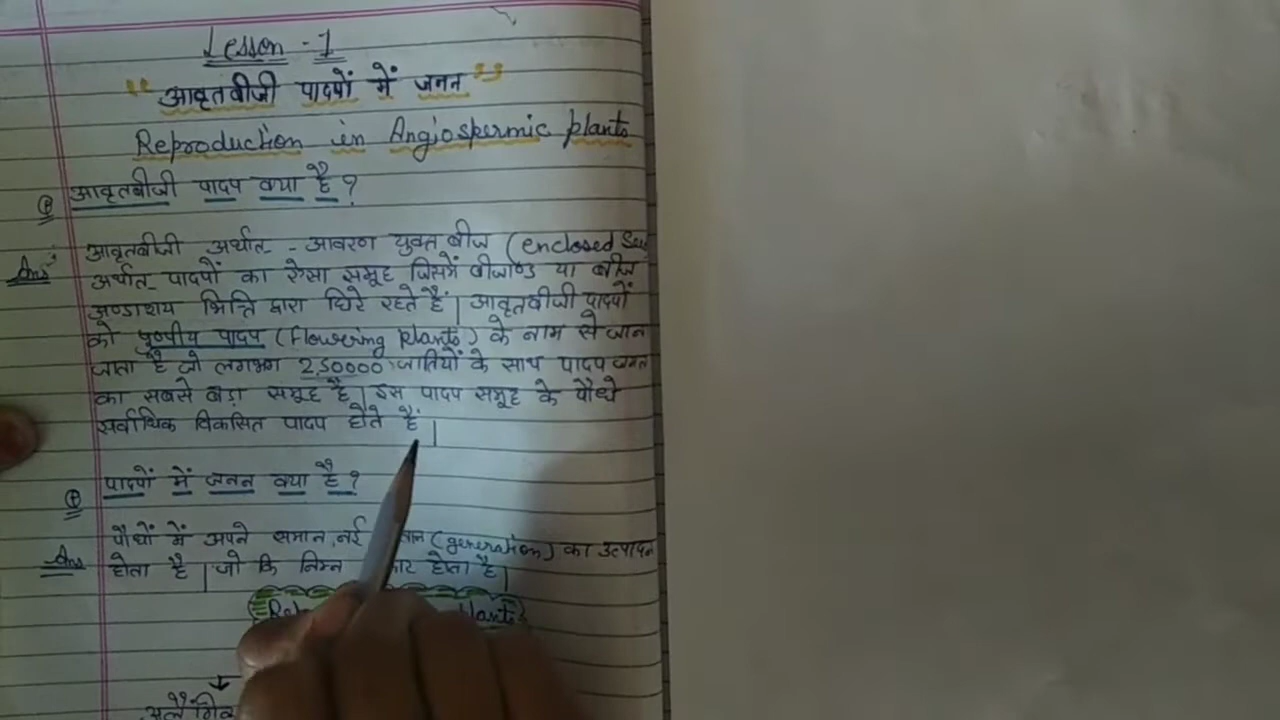 Lesson - 1
"आवृतबीजी पादपों में जनन"
Reproduction in Angiospermic plants
Q आवृतबीजी पादप क्या है ?
Ans: आवृतबीजी अर्थात - आवरण युक्त बीज (enclosed
अर्थात पादपों का ऐसा समूह जिसमें बीजाण्ड या बीज
अण्डाशय भित्ति द्वारा घिरे रहते हैं | आवृतबीजी पादपों
को पुष्पीय पादप (Flowering plants) के नाम से जान
जाता है जो लगभग 2,50000 जातियों के साथ पादप जगत
का सबसे बड़ा समूह है | इस पादप समूह के पौधे
सर्वाधिक विकसित पादप होते हैं |
Q पादपों में जनन क्या है ?
Ans पौधों में अपने समान नई (generation) का उत्पादन
होता है | जो कि निम्न होता है |